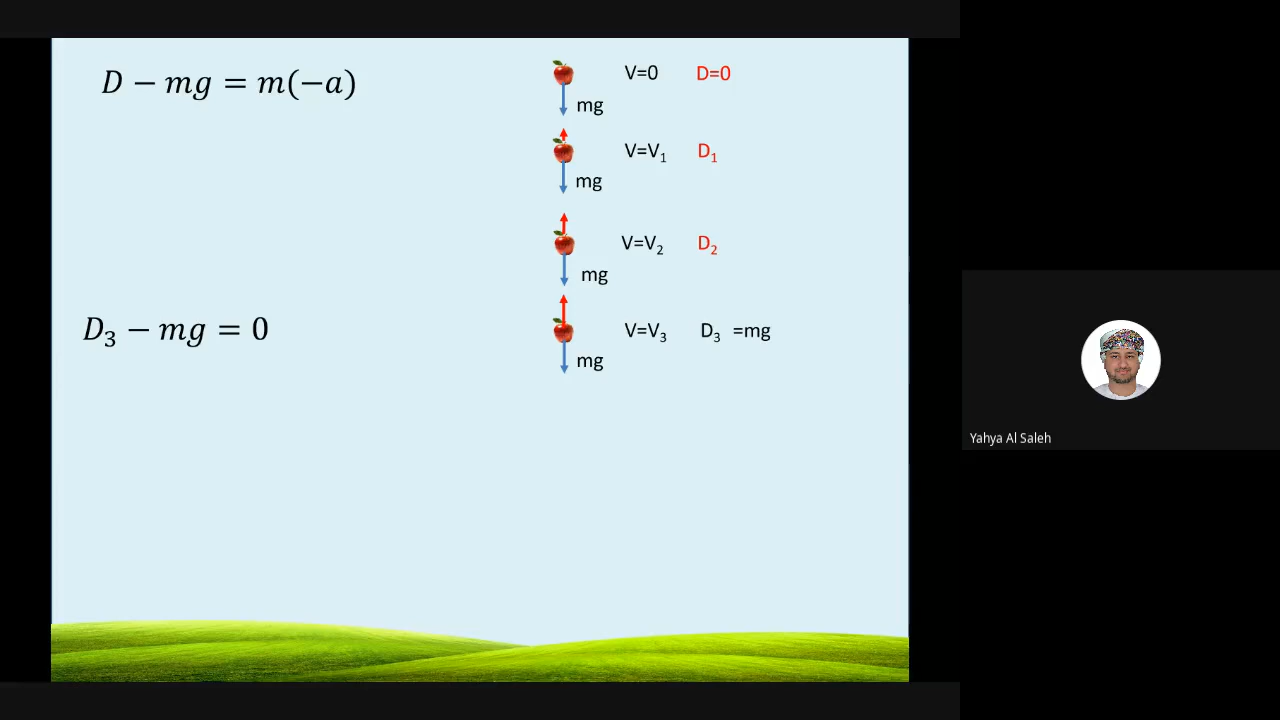 D − mg = m(−a)
V=0 D=0
mg
V=V₁ D₁
mg
V=V₂ D₂
mg
D₃ − mg = 0
V=V₃ D₃ =mg
mg
Yahya Al Saleh